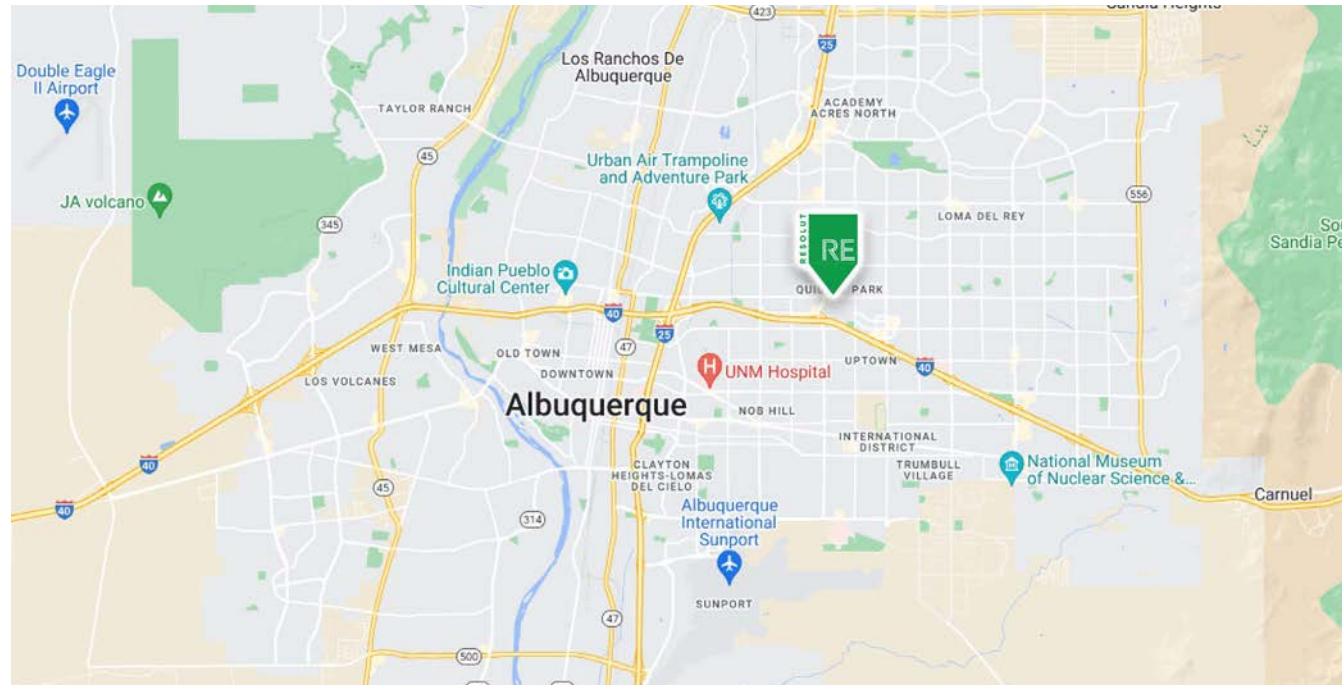 Sandia Heights
423
25
Double Eagle
II Airport
Los Ranchos De
Albuquerque
TAYLOR RANCH
ACADEMY
ACRES NORTH
45
Urban Air Trampoline
and Adventure Park
JA volcano
345
556
LOMA DEL REY
RESOLUT
RE
Sandia
Indian Pueblo
Cultural Center
PARK
40
25
47
WEST MESA
OLD TOWN
UPTOWN
40
LOS VOLCANES
DOWNTOWN
H
UNM Hospital
Albuquerque
NOB HILL
INTERNATIONAL
DISTRICT
40
CLAYTON
HEIGHTS-LOMAS
DEL CIELO
TRUMBULL
VILLAGE
National Museum
of Nuclear Science &...
45
Carnuel
40
314
Albuquerque
International
Sunport
SUNPORT
47
500